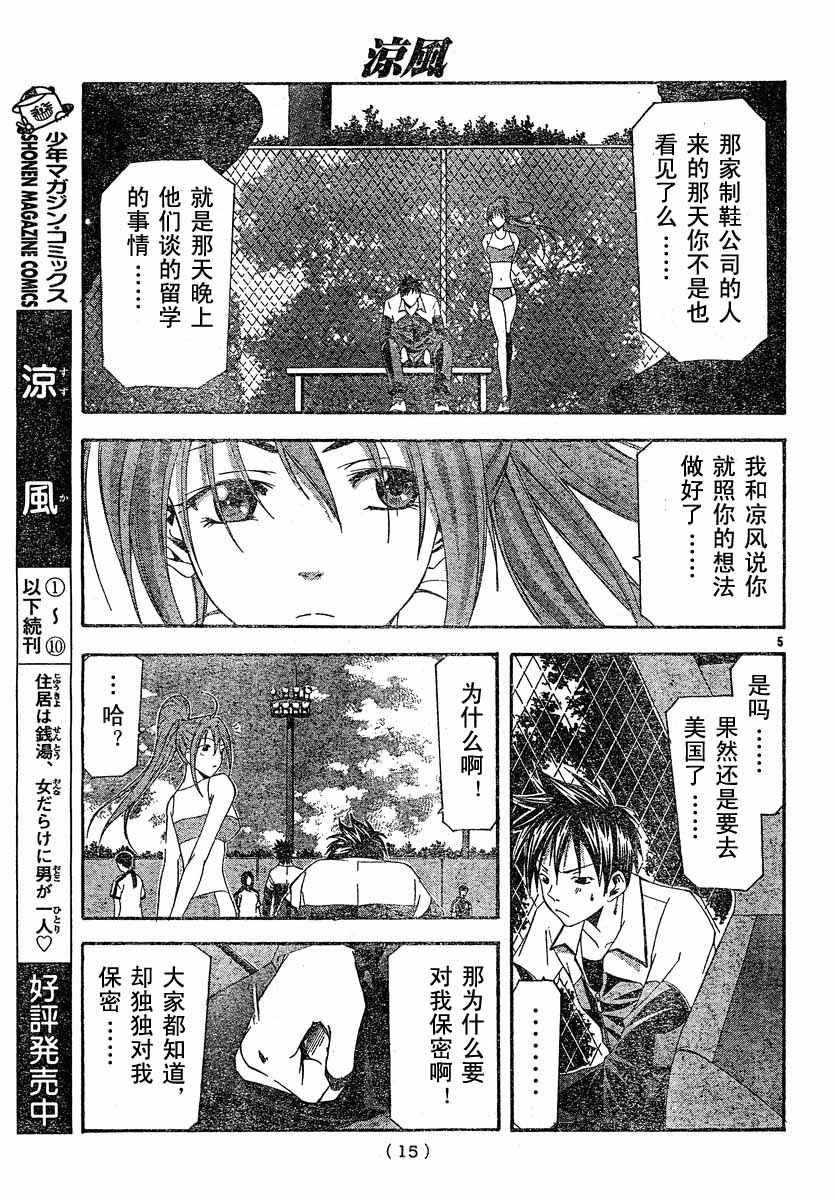 涼風
那家制鞋公司的人
来的那天你不是也
看见了么……
就是那天晚上
他们谈的留学
的事情……
我和凉风说你
就照你的想法
做好了……
5
是吗……
果然还是要去
美国了……
………
为什么啊！
…哈？
那为什么要
对我保密啊！
大家都知道，
却独独对我
保密……
(15)
少年マガジン・コミックス
SHONEN MAGAZINE COMICS
涼風
すずか
①～⑩
以下続刊
住居は銭湯、女だらけに男が一人♡
好評発売中